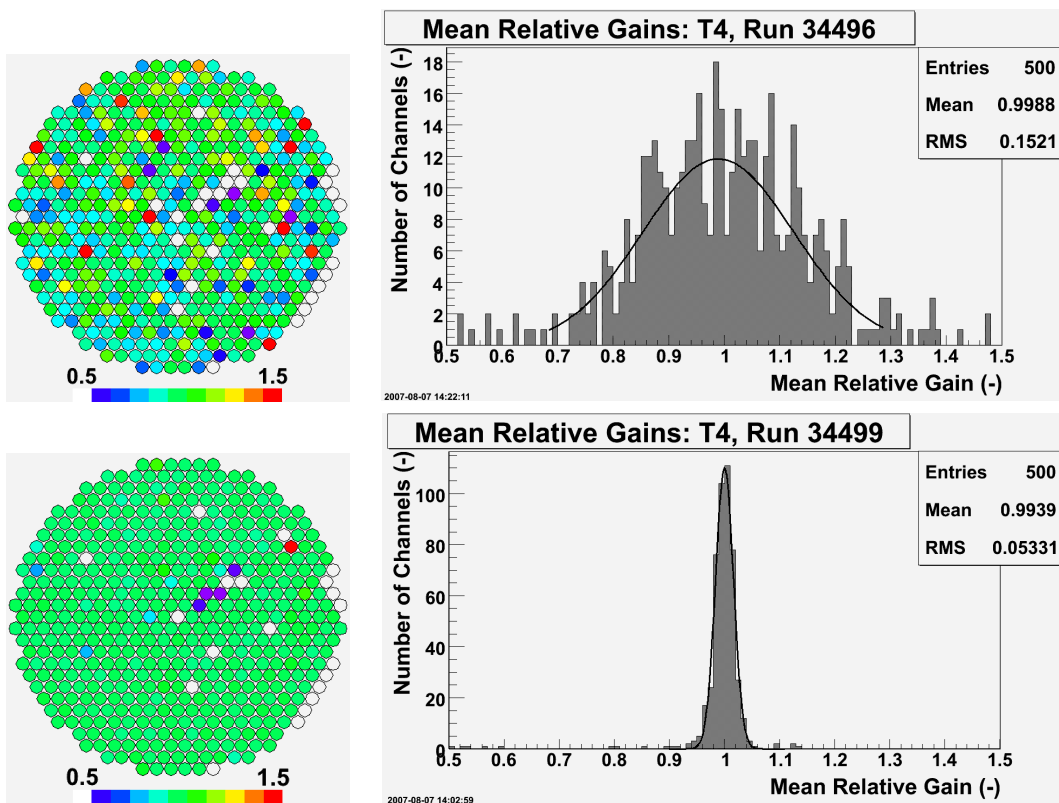 Mean Relative Gains: T4, Run 34496
Entries 500
Mean 0.9988
RMS 0.1521
Number of Channels (-)
18
16
14
12
10
8
6
4
2
0
0.5 0.6 0.7 0.8 0.9 1 1.1 1.2 1.3 1.4 1.5
Mean Relative Gain (-)
2007-08-07 14:22:11
0.5 1.5
Mean Relative Gains: T4, Run 34499
Entries 500
Mean 0.9939
RMS 0.05331
Number of Channels (-)
100
80
60
40
20
0
0.5 0.6 0.7 0.8 0.9 1 1.1 1.2 1.3 1.4 1.5
Mean Relative Gain (-)
2007-08-07 14:02:59
0.5 1.5